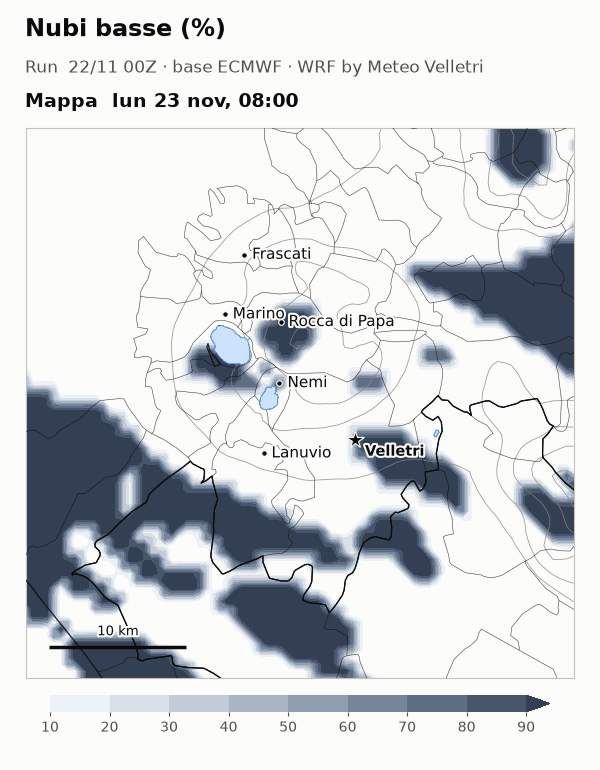 Nubi basse (%)
Run  22/11 00Z · base ECMWF · WRF by Meteo Velletri
Mappa  lun 23 nov, 08:00
Frascati
Marino
Rocca di Papa
Nemi
Velletri
Lanuvio
10 km
10 20 30 40 50 60 70 80 90